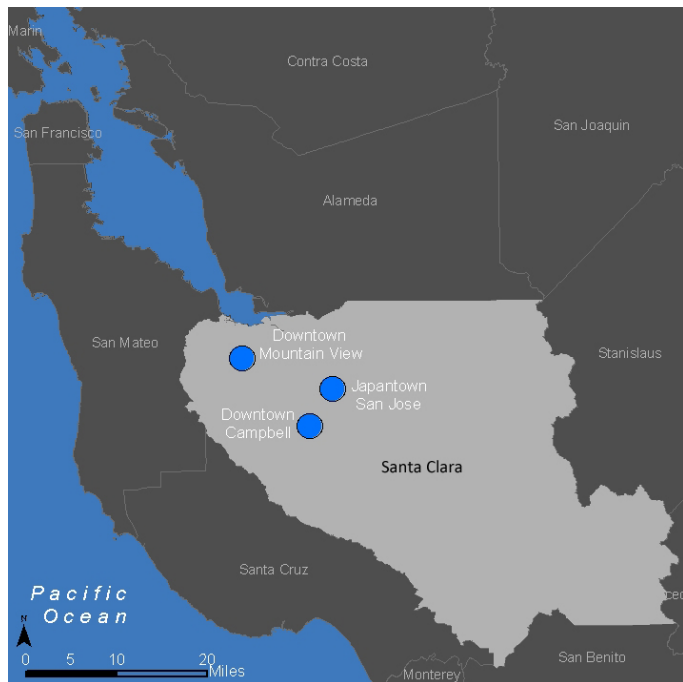 Marin
Contra Costa
San Francisco
San Joaquin
Alameda
San Mateo
Downtown
Mountain View
Stanislaus
Japantown
San Jose
Downtown
Campbell
Santa Clara
Santa Cruz
Pacific
Ocean
N
0 5 10 20
Miles
San Benito
Monterey
ced